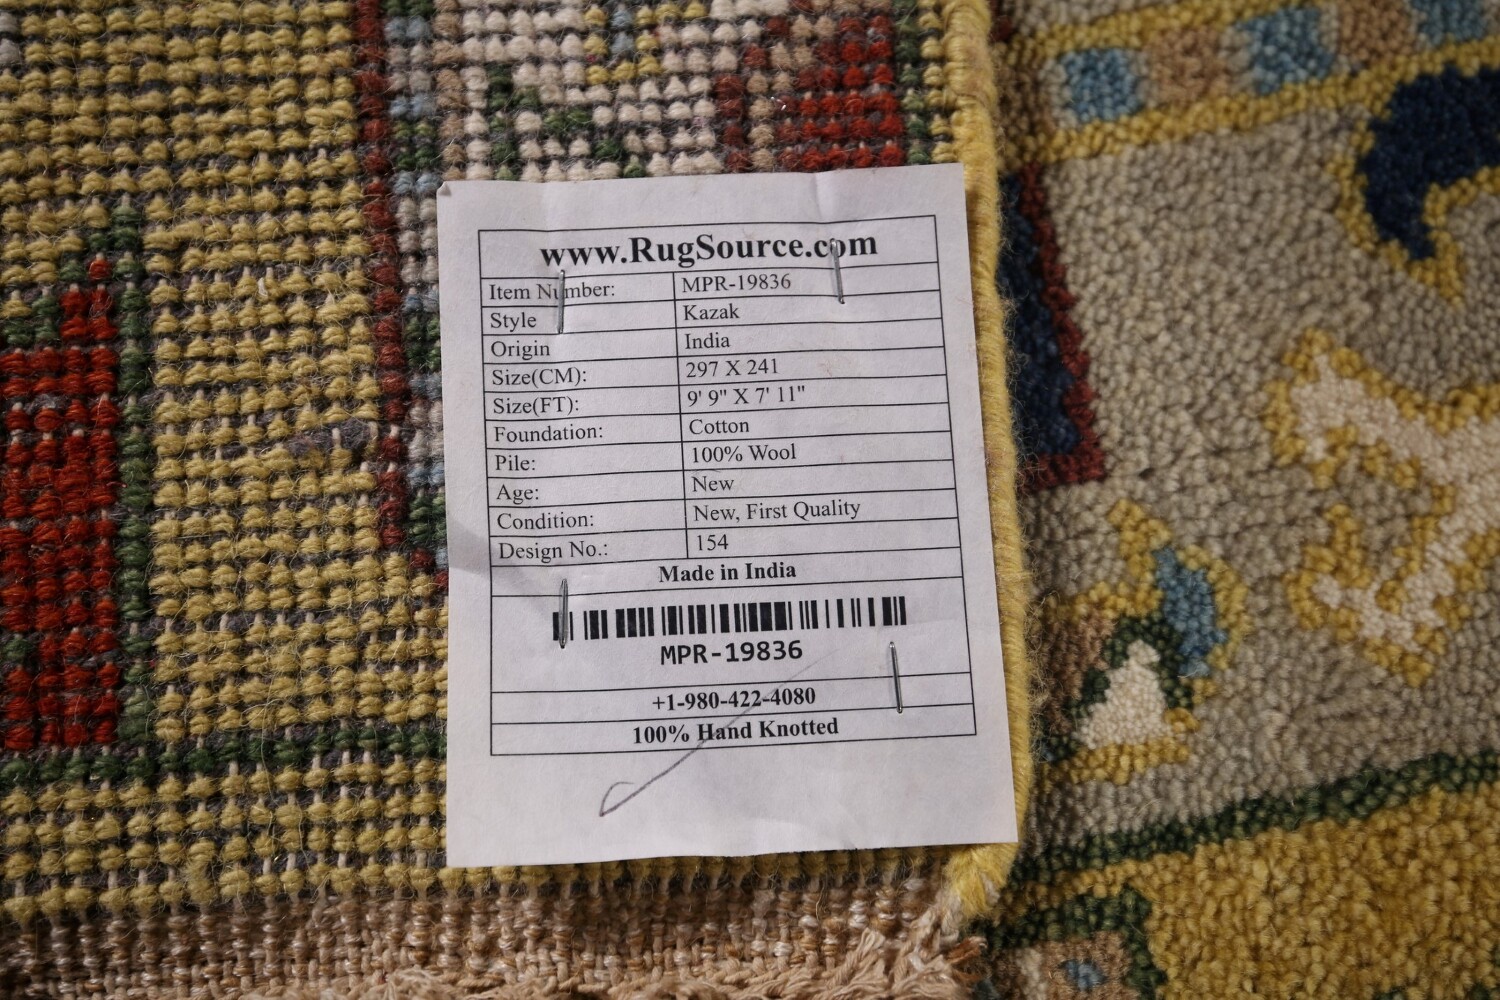 www.RugSource.com
Item Number: MPR-19836
Style Kazak
Origin India
Size(CM): 297 X 241
Size(FT): 9' 9" X 7' 11"
Foundation: Cotton
Pile: 100% Wool
Age: New
Condition: New, First Quality
Design No.: 154
Made in India
MPR-19836
+1-980-422-4080
100% Hand Knotted